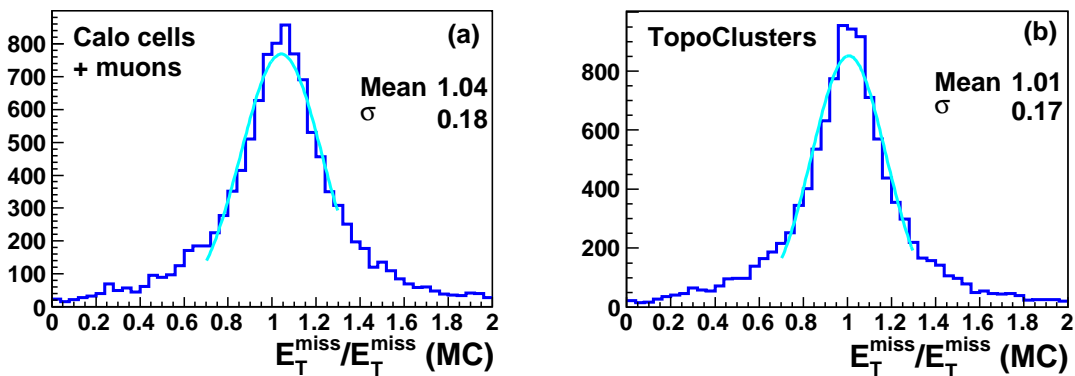 Calo cells
+ muons
(a)
Mean 1.04
σ 0.18
800
700
600
500
400
300
200
100
0
0 0.2 0.4 0.6 0.8 1 1.2 1.4 1.6 1.8 2
E_T^miss/E_T^miss (MC)
TopoClusters
(b)
Mean 1.01
σ 0.17
800
600
400
200
0
0 0.2 0.4 0.6 0.8 1 1.2 1.4 1.6 1.8 2
E_T^miss/E_T^miss (MC)